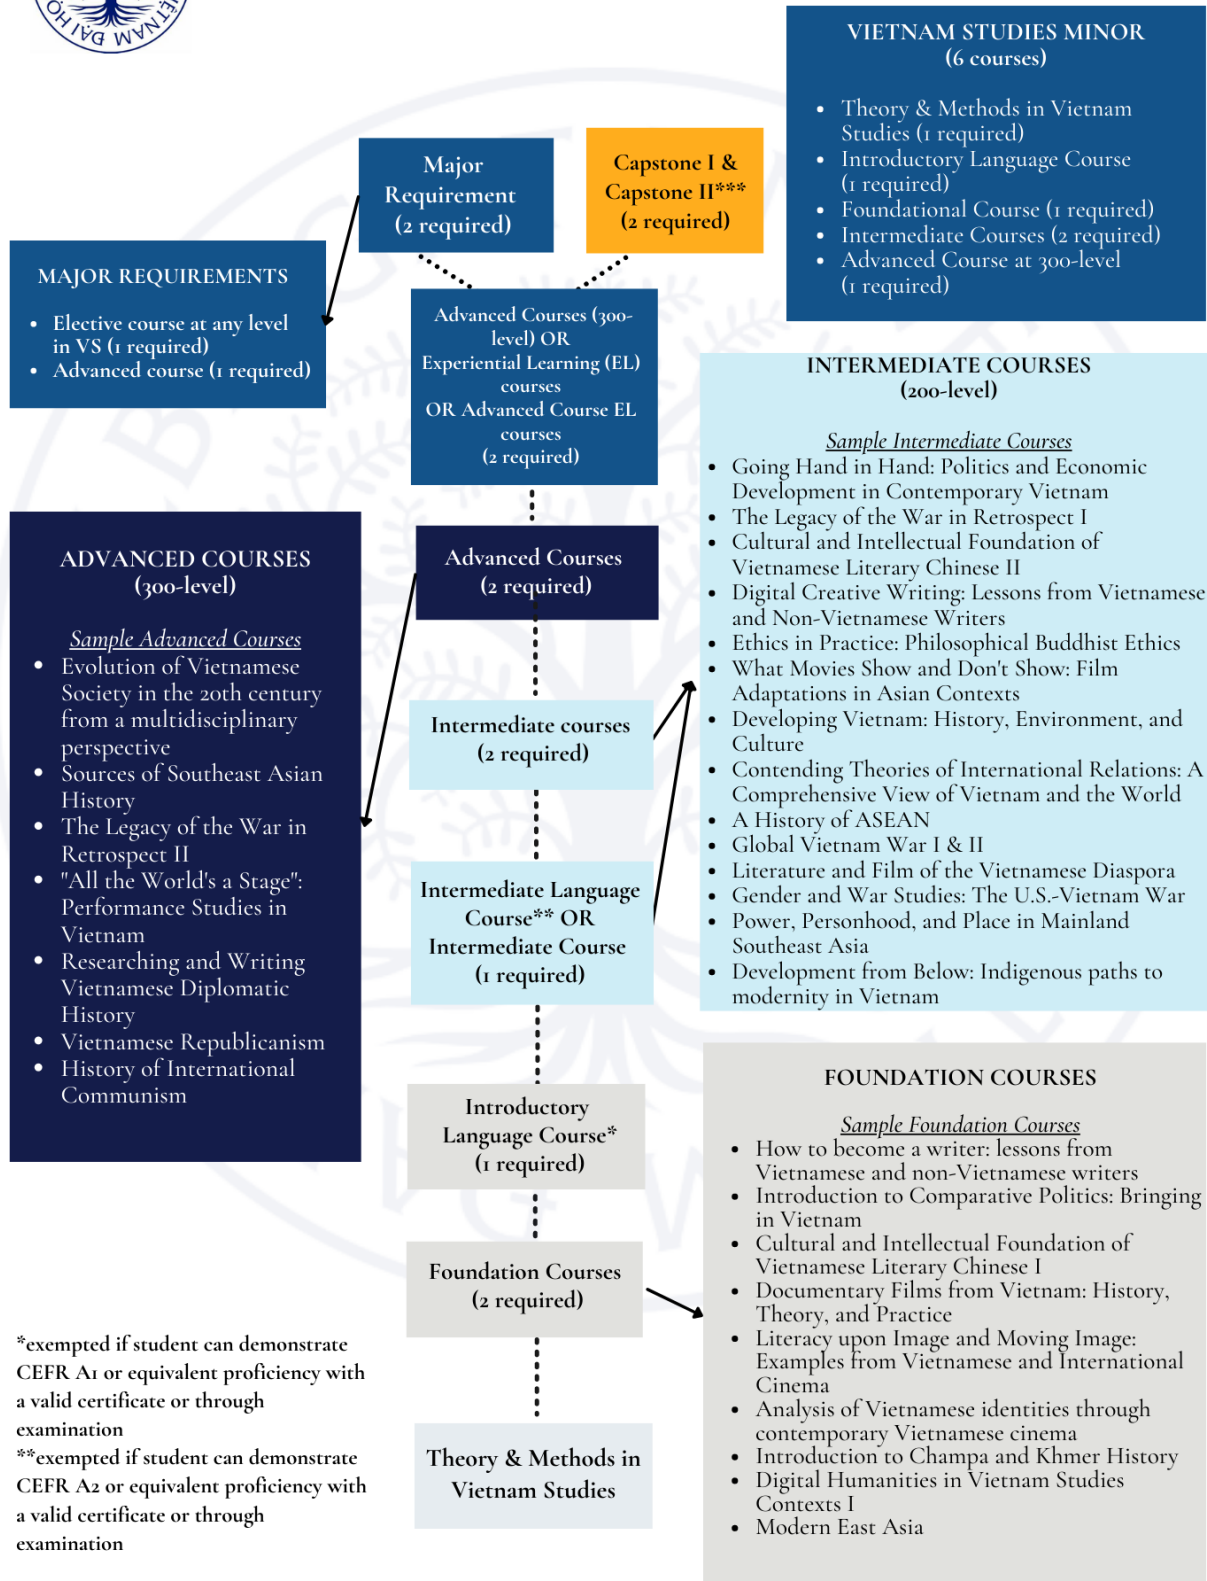 VIỆTNAM ĐẠI HỌ
VIETNAM STUDIES MINOR
(6 courses)
• Theory & Methods in Vietnam
Studies (1 required)
• Introductory Language Course
(1 required)
• Foundational Course (1 required)
• Intermediate Courses (2 required)
• Advanced Course at 300-level
(1 required)
Major
Requirement
(2 required)
Capstone I &
Capstone II***
(2 required)
MAJOR REQUIREMENTS
• Elective course at any level
in VS (1 required)
• Advanced course (1 required)
Advanced Courses (300-
level) OR
Experiential Learning (EL)
courses
OR Advanced Course EL
courses
(2 required)
INTERMEDIATE COURSES
(200-level)
Sample Intermediate Courses
• Going Hand in Hand: Politics and Economic
Development in Contemporary Vietnam
• The Legacy of the War in Retrospect I
• Cultural and Intellectual Foundation of
Vietnamese Literary Chinese II
• Digital Creative Writing: Lessons from Vietnamese
and Non-Vietnamese Writers
• Ethics in Practice: Philosophical Buddhist Ethics
• What Movies Show and Don't Show: Film
Adaptations in Asian Contexts
• Developing Vietnam: History, Environment, and
Culture
• Contending Theories of International Relations: A
Comprehensive View of Vietnam and the World
• A History of ASEAN
• Global Vietnam War I & II
• Literature and Film of the Vietnamese Diaspora
• Gender and War Studies: The U.S.-Vietnam War
• Power, Personhood, and Place in Mainland
Southeast Asia
• Development from Below: Indigenous paths to
modernity in Vietnam
ADVANCED COURSES
(300-level)
Sample Advanced Courses
• Evolution of Vietnamese
Society in the 20th century
from a multidisciplinary
perspective
• Sources of Southeast Asian
History
• The Legacy of the War in
Retrospect II
• "All the World's a Stage":
Performance Studies in
Vietnam
• Researching and Writing
Vietnamese Diplomatic
History
• Vietnamese Republicanism
• History of International
Communism
Advanced Courses
(2 required)
Intermediate courses
(2 required)
Intermediate Language
Course** OR
Intermediate Course
(1 required)
Introductory
Language Course*
(1 required)
Foundation Courses
(2 required)
Theory & Methods in
Vietnam Studies
FOUNDATION COURSES
Sample Foundation Courses
• How to become a writer: lessons from
Vietnamese and non-Vietnamese writers
• Introduction to Comparative Politics: Bringing
in Vietnam
• Cultural and Intellectual Foundation of
Vietnamese Literary Chinese I
• Documentary Films from Vietnam: History,
Theory, and Practice
• Literacy upon Image and Moving Image:
Examples from Vietnamese and International
Cinema
• Analysis of Vietnamese identities through
contemporary Vietnamese cinema
• Introduction to Champa and Khmer History
• Digital Humanities in Vietnam Studies
Contexts I
• Modern East Asia
*exempted if student can demonstrate
CEFR A1 or equivalent proficiency with
a valid certificate or through
examination
**exempted if student can demonstrate
CEFR A2 or equivalent proficiency with
a valid certificate or through
examination